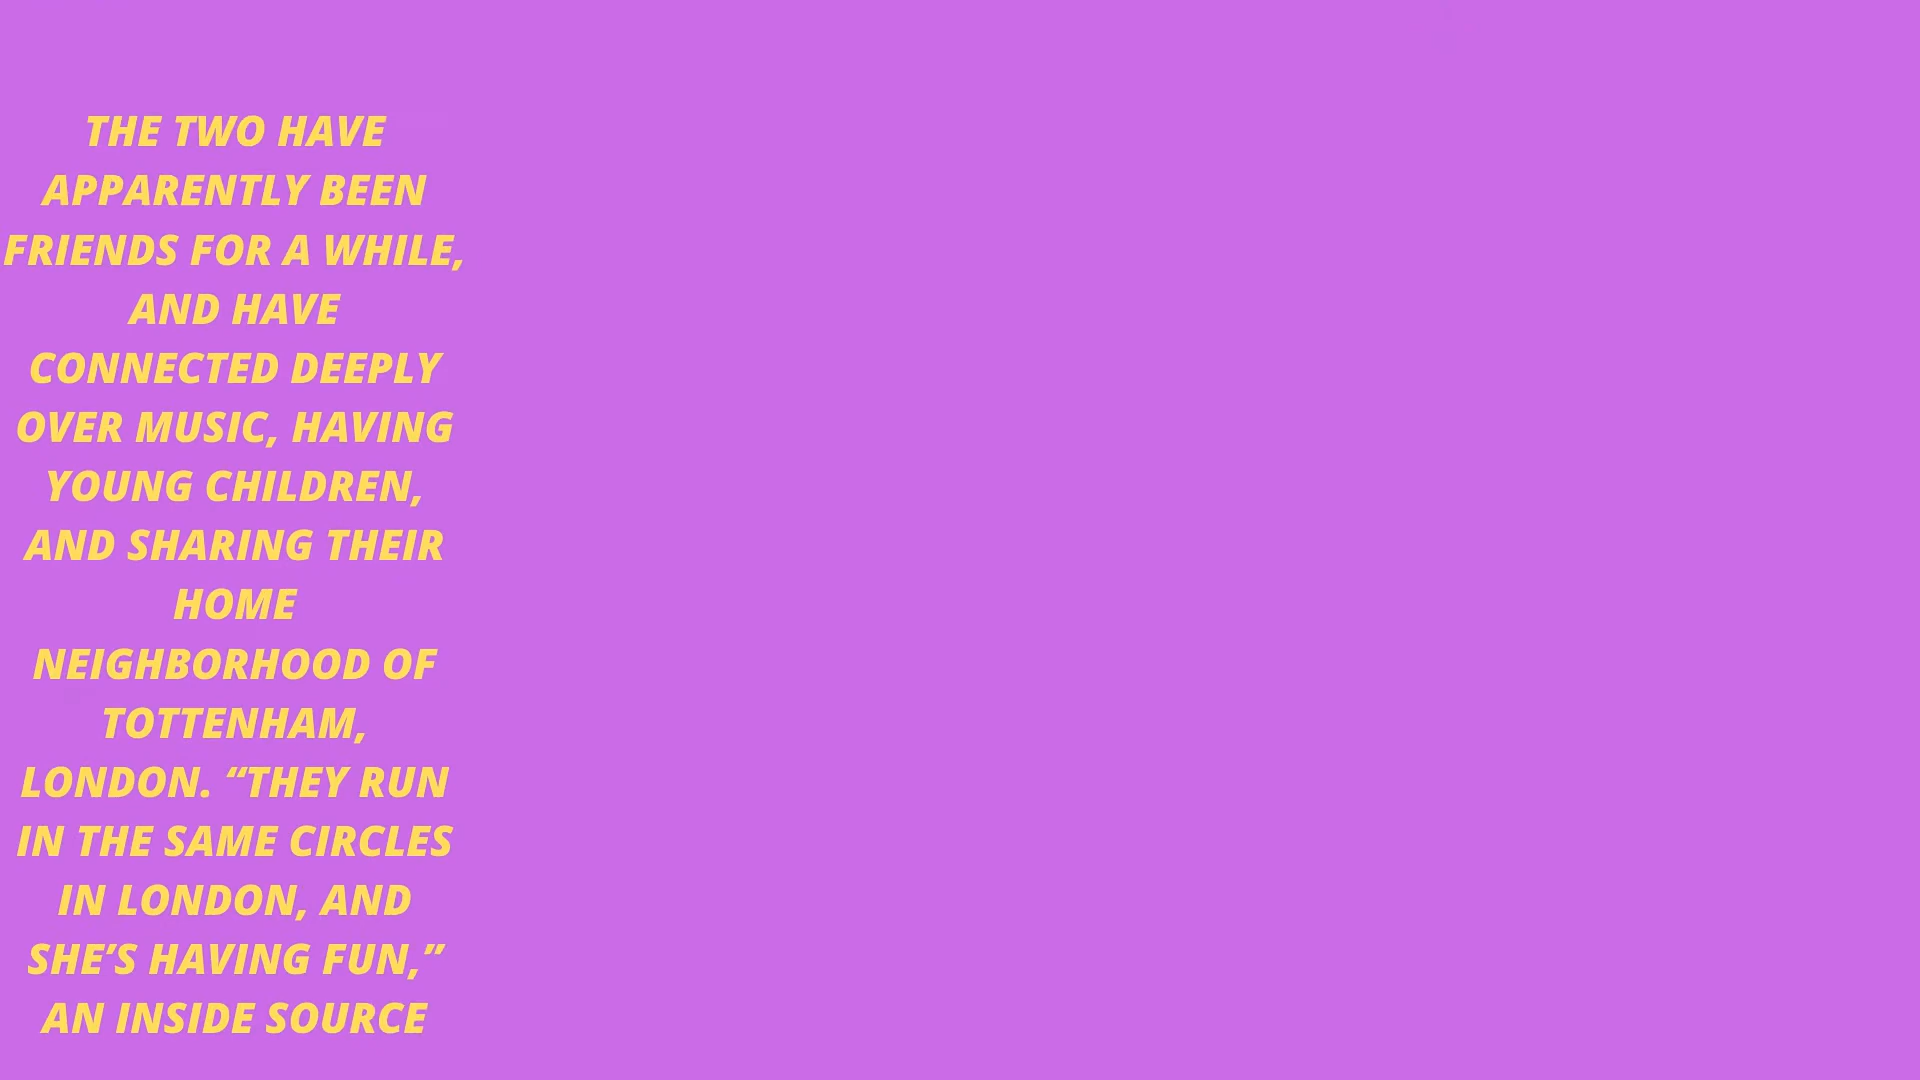 THE TWO HAVE
APPARENTLY BEEN
FRIENDS FOR A WHILE,
AND HAVE
CONNECTED DEEPLY
OVER MUSIC, HAVING
YOUNG CHILDREN,
AND SHARING THEIR
HOME
NEIGHBORHOOD OF
TOTTENHAM,
LONDON. “THEY RUN
IN THE SAME CIRCLES
IN LONDON, AND
SHE’S HAVING FUN,”
AN INSIDE SOURCE